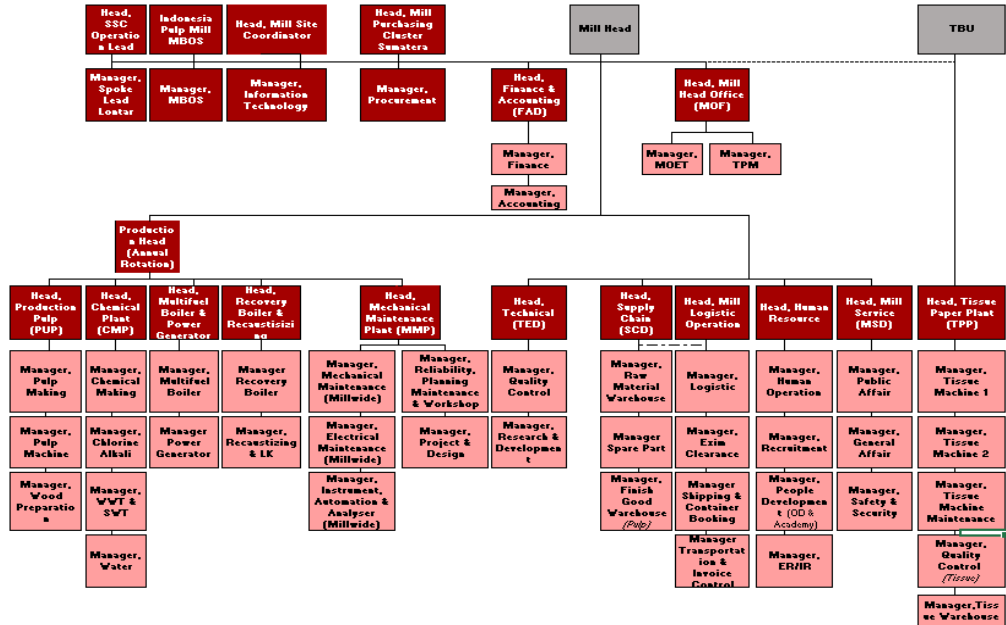 Head,
SSC
Operatio
n Lead
Indonesia
Pulp Mill
MBOS
Head, Mill Site
Coordinator
Head, Mill
Purchasing
Cluster
Sumatera
Mill Head
TBU
Manager,
Spoke
Lead
Lontar
Manager,
MBOS
Manager,
Information
Technology
Manager,
Procurement
Head,
Finance &
Accounting
(FAD)
Head, Mill
Head Office
(MOF)
Manager,
Finance
Manager,
MOET
Manager,
TPM
Manager,
Accounting
Productio
n Head
(Annual
Rotation)
Head,
Production
Pulp
(PUP)
Head,
Chemical
Plant
(CMP)
Head,
Multifuel
Boiler &
Power
Generator
Head,
Recovery
Boiler &
Recaustisizi
ng
Head,
Mechanical
Maintenance
Plant (MMP)
Head,
Technical
(TED)
Head,
Supply
Chain
(SCD)
Head, Mill
Logistic
Operation
Head, Human
Resource
Head, Mill
Service
(MSD)
Head, Tissue
Paper Plant
(TPP)
Manager,
Pulp
Making
Manager,
Chemical
Making
Manager,
Multifuel
Boiler
Manager
Recovery
Boiler
Manager,
Mechanical
Maintenance
(Millwide)
Manager,
Reliability,
Planning
Maintenance
& Workshop
Manager,
Quality
Control
Manager,
Raw
Material
Warehouse
Manager,
Logistic
Manager,
Human
Operation
Manager,
Public
Affair
Manager,
Tissue
Machine 1
Manager,
Pulp
Machine
Manager,
Chlorine
Alkali
Manager
Power
Generator
Manager,
Recaustizing
& LK
Manager,
Electrical
Maintenance
(Millwide)
Manager,
Project &
Design
Manager,
Research &
Developmen
t
Manager
Spare Part
Manager,
Exim
Clearance
Manager,
Recruitment
Manager,
General
Affair
Manager,
Tissue
Machine 2
Manager,
Wood
Preparatio
n
Manager,
WWT &
SWT
Manager,
Instrument,
Automation &
Analyser
(Millwide)
Manager,
Finish
Good
Warehouse
(Pulp)
Manager
Shipping &
Container
Booking
Manager,
People
Developmen
t (OD &
Academy)
Manager,
Safety &
Security
Manager,
Tissue
Machine
Maintenance
Manager,
Water
Manager
Transportat
ion &
Invoice
Control
Manager,
ER/IR
Manager,
Quality
Control
(Tissue)
Manager,Tiss
ue Warehouse